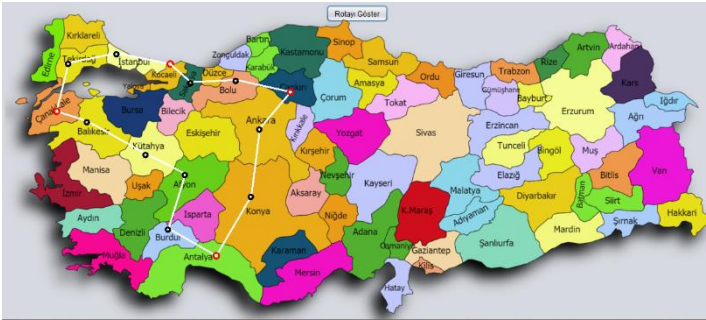 Rotayı Göster
Kırklareli
Edirne
Tekirdağ
İstanbul
Kocaeli
Düzce
Bolu
Zonguldak
Bartın
Karabük
Kastamonu
Sinop
Samsun
Ordu
Giresun
Trabzon
Rize
Artvin
Ardahan
Kars
Iğdır
Ağrı
Gümüşhane
Bayburt
Erzurum
Erzincan
Çorum
Amasya
Tokat
Çanakkale
Balıkesir
Bursa
Bilecik
Eskişehir
Ankara
Kırıkkale
Yozgat
Sivas
Tunceli
Bingöl
Muş
Van
Bitlis
Kütahya
Manisa
Uşak
Afyon
Kırşehir
Nevşehir
Kayseri
Malatya
Elazığ
Diyarbakır
Batman
Siirt
Hakkari
Şırnak
İzmir
Aydın
Denizli
Isparta
Burdur
Konya
Aksaray
Niğde
K.Maraş
Adıyaman
Şanlıurfa
Mardin
Muğla
Antalya
Karaman
Mersin
Adana
Osmaniye
Gaziantep
Kilis
Hatay